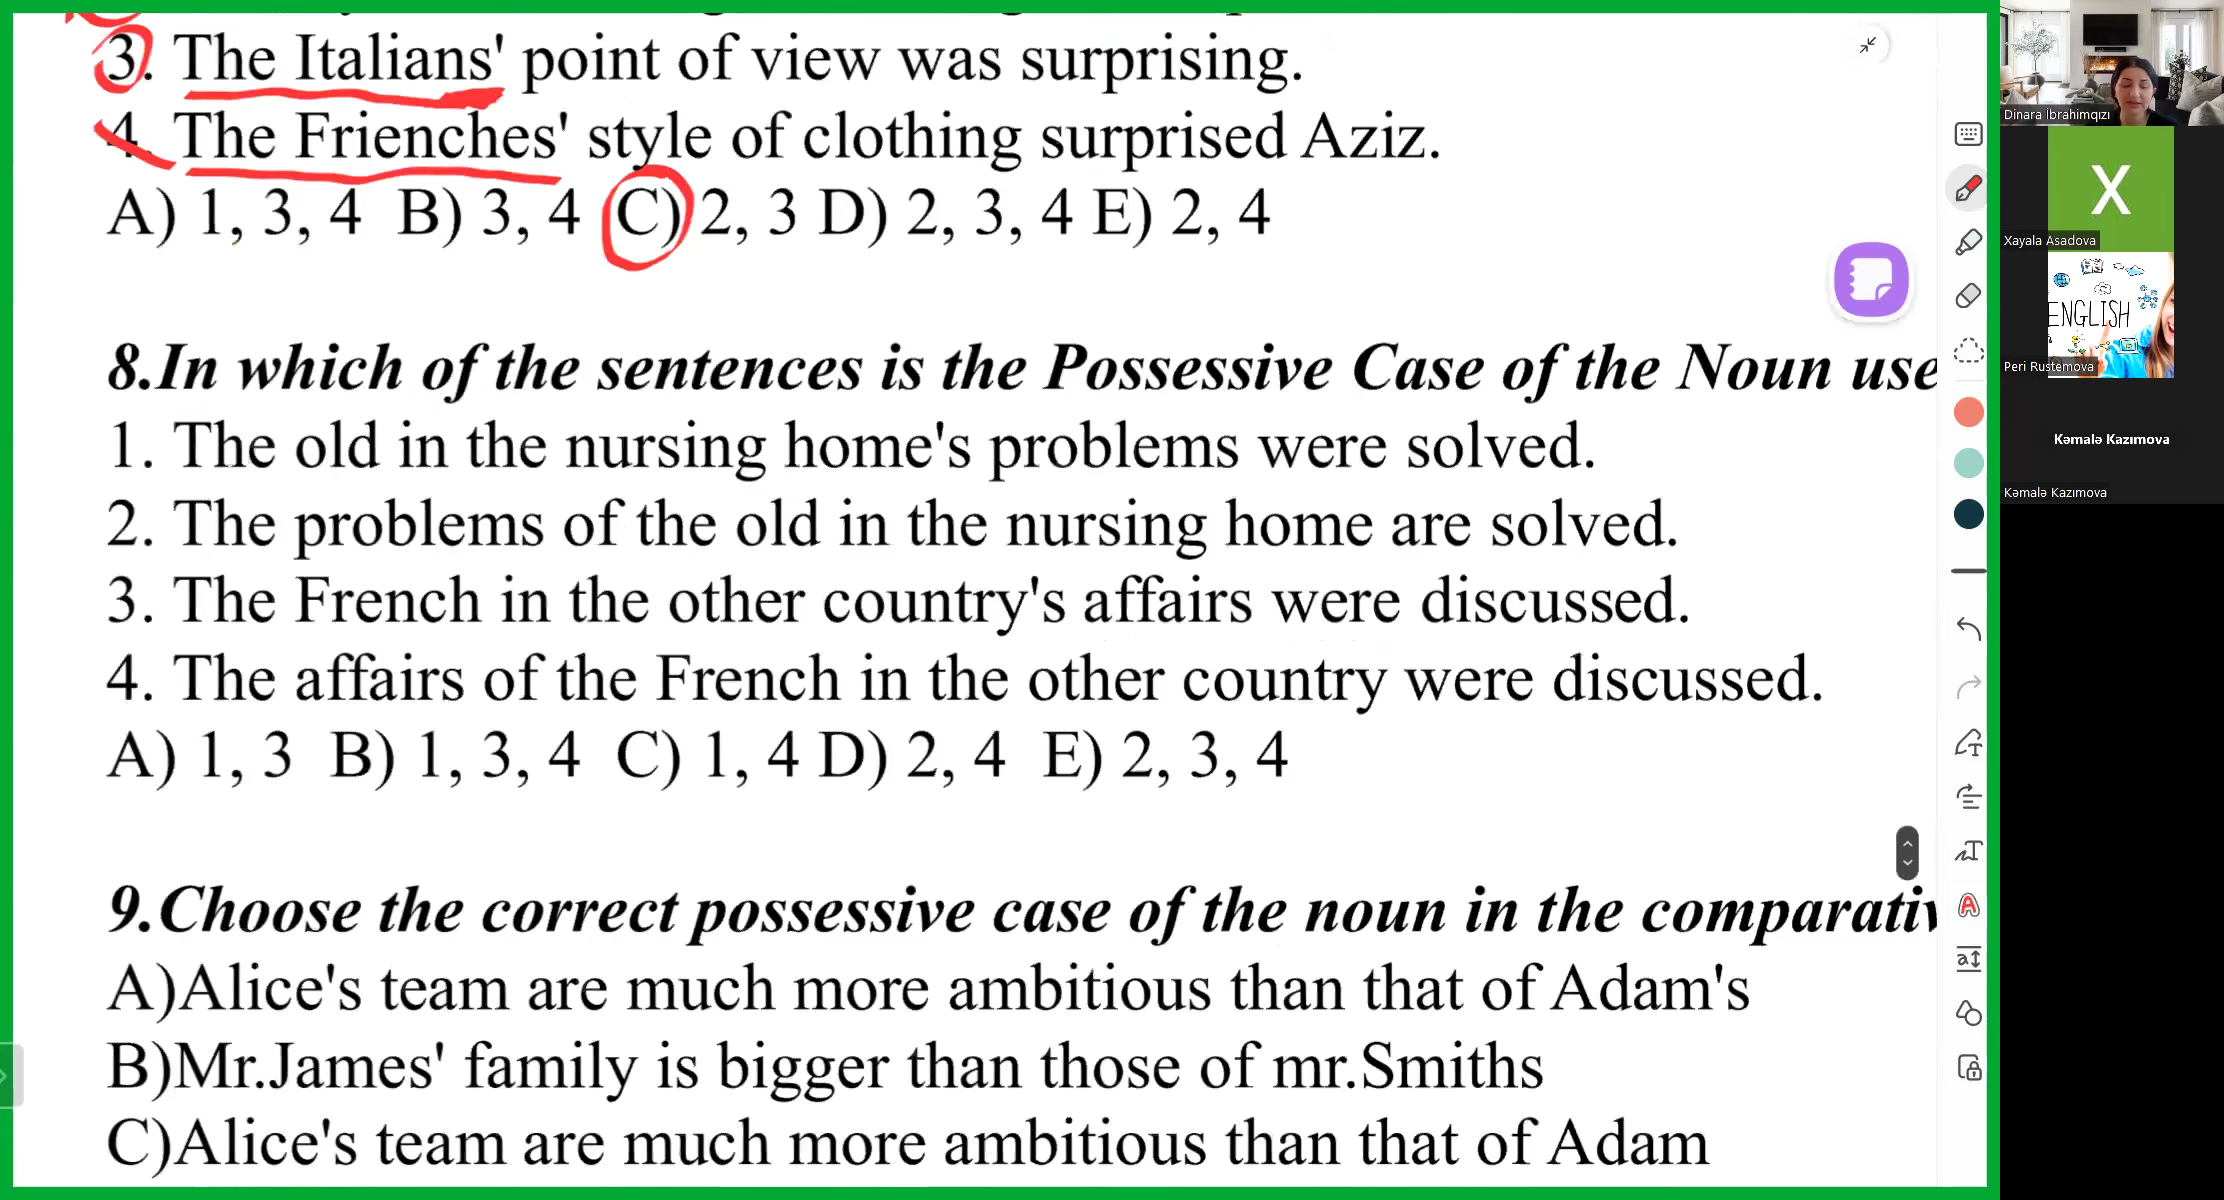 3. The Italians' point of view was surprising.
4. The Frienches' style of clothing surprised Aziz.
A) 1, 3, 4 B) 3, 4 C) 2, 3 D) 2, 3, 4 E) 2, 4
8.In which of the sentences is the Possessive Case of the Noun use
1. The old in the nursing home's problems were solved.
2. The problems of the old in the nursing home are solved.
3. The French in the other country's affairs were discussed.
4. The affairs of the French in the other country were discussed.
A) 1, 3 B) 1, 3, 4 C) 1, 4 D) 2, 4 E) 2, 3, 4
9.Choose the correct possessive case of the noun in the comparativ
A)Alice's team are much more ambitious than that of Adam's
B)Mr.James' family is bigger than those of mr.Smiths
C)Alice's team are much more ambitious than that of Adam
Dinara İbrahimqızı
X
Xayala Asadova
ENGLISH
Peri Rustemova
Kəmalə Kazımova
Kəmalə Kazımova